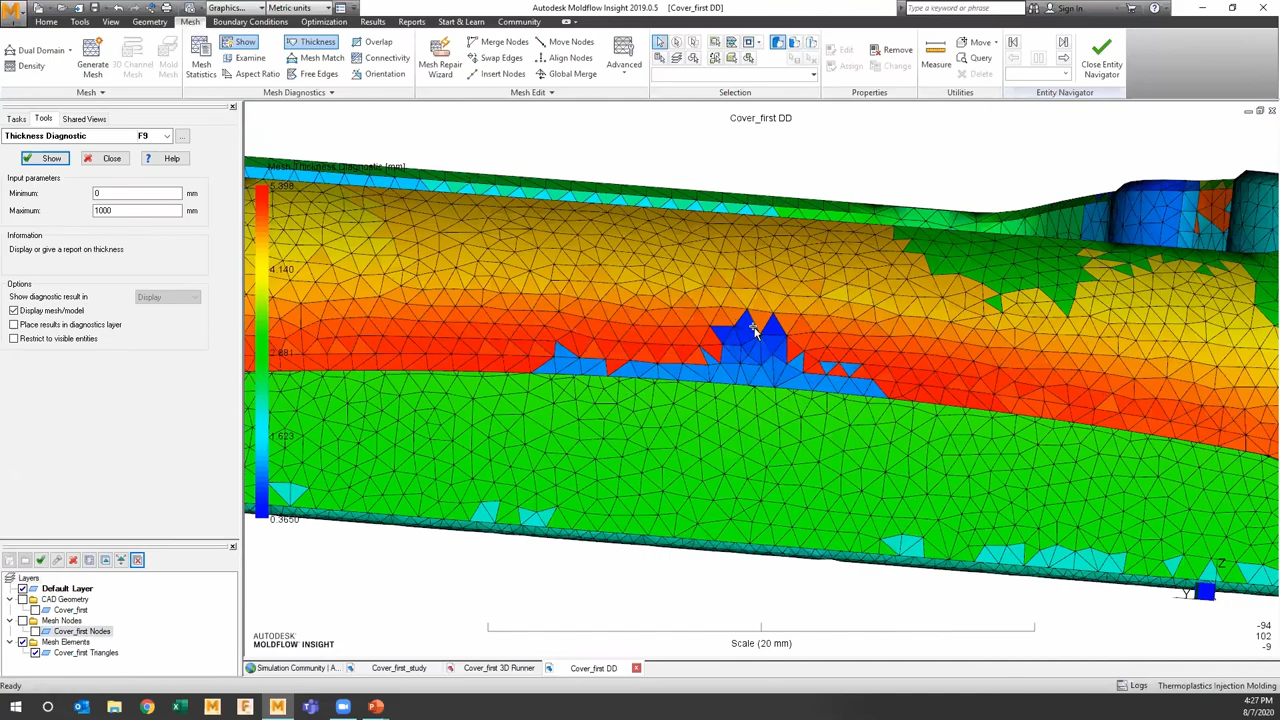 Graphics...
Metric units
Autodesk Moldflow Insight 2019.0.5 [Cover_first DD]
Type a keyword or phrase
Sign In
Home
Tools
View
Geometry
Mesh
Boundary Conditions
Optimization
Results
Reports
Start & Learn
Community
Dual Domain
Density
Generate Mesh
3D Channel Mesh
Mold Mesh
Mesh Statistics
Show
Examine
Aspect Ratio
Thickness
Mesh Match
Free Edges
Overlap
Connectivity
Orientation
Mesh Repair Wizard
Merge Nodes
Swap Edges
Insert Nodes
Move Nodes
Align Nodes
Global Merge
Advanced
Edit
Assign
Remove
Measure
Move
Query
Delete
Close Entity Navigator
Mesh
Mesh Diagnostics
Mesh Edit
Selection
Properties
Utilities
Entity Navigator
Tasks
Tools
Shared Views
Thickness Diagnostic
F9
...
Show
Close
Help
Input parameters
Minimum:
0
mm
Maximum:
1000
mm
Information
Display or give a report on thickness
Options
Show diagnostic result in
Display
Display mesh/model
Place results in diagnostics layer
Restrict to visible entities
Layers
Default Layer
CAD Geometry
Cover_first
Mesh Nodes
Cover_first Nodes
Mesh Elements
Cover_first Triangles
Cover_first DD
Mesh Thickness Diagnostic [mm]
5.398
4.140
2.881
1.623
0.3650
AUTODESK
MOLDFLOW INSIGHT
Scale (20 mm)
Z
Y
-94
102
-9
Simulation Community | A...
Cover_first_study
Cover_first 3D Runner
Cover_first DD
Ready
Logs
Thermoplastics Injection Molding
4:27 PM
8/7/2020